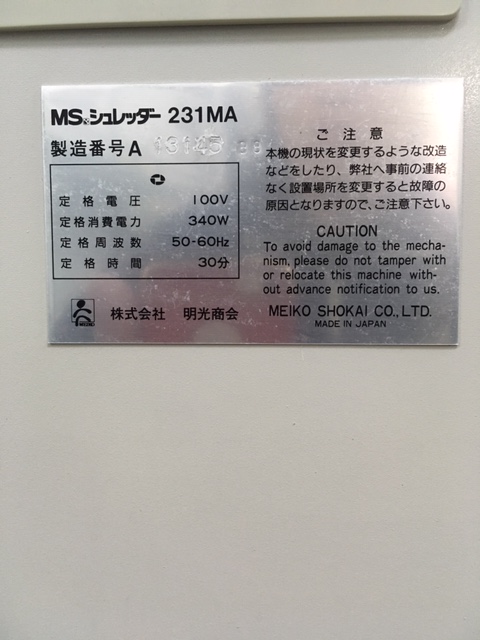 MSシュレッダー 231MA
製造番号A 13145
定格電圧 100V
定格消費電力 340W
定格周波数 50-60Hz
定格時間 30分
株式会社 明光商会
ご注意
本機の現状を変更するような改造
などをしたり、弊社へ事前の連絡
なく設置場所を変更すると故障の
原因となりますので、ご注意下さい。
CAUTION
To avoid damage to the mecha-
nism, please do not tamper with
or relocate this machine with-
out advance notification to us.
MEIKO SHOKAI CO., LTD.
MADE IN JAPAN